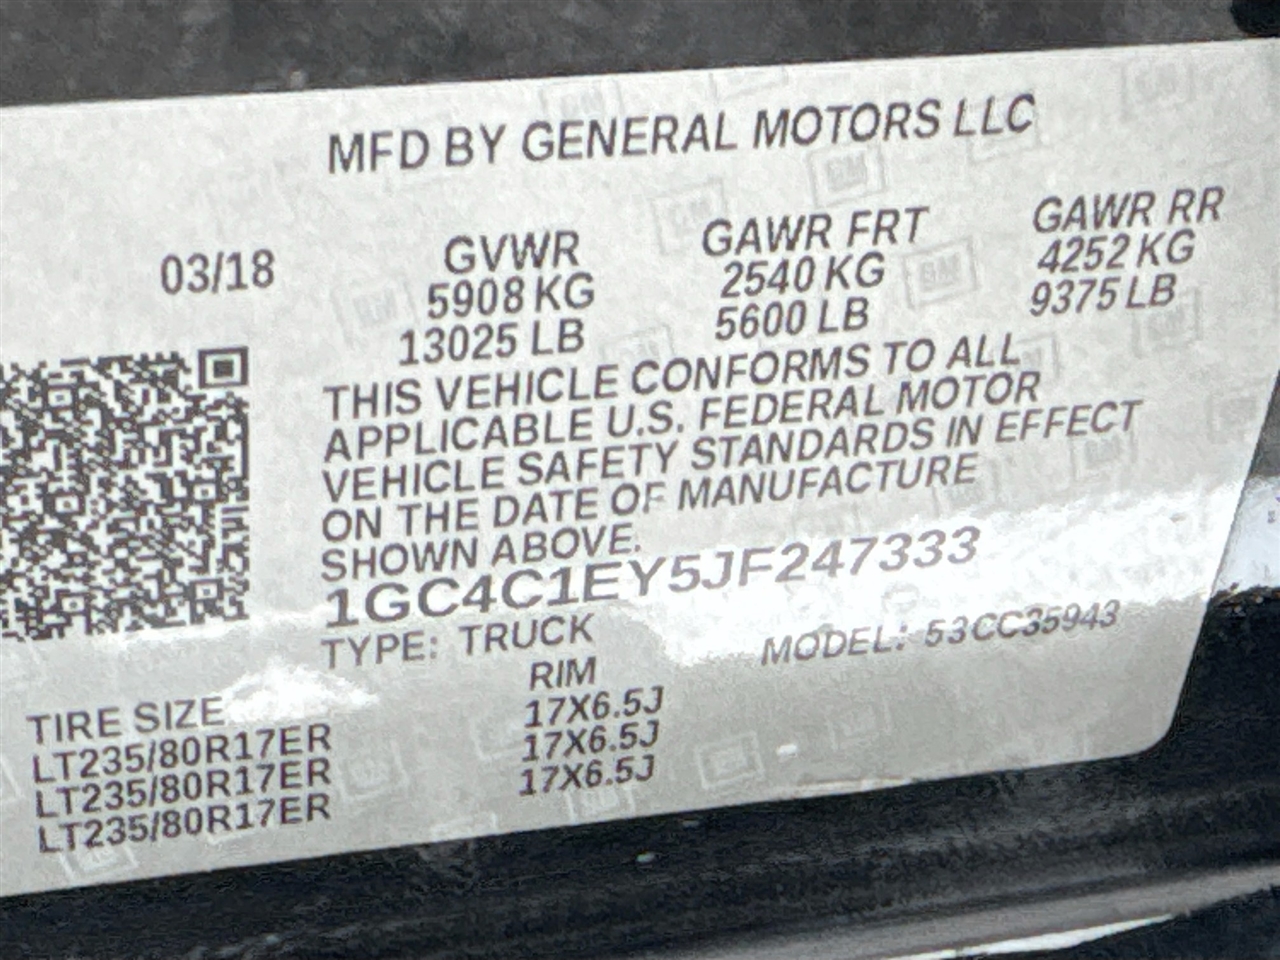 MFD BY GENERAL MOTORS LLC
03/18 GVWR GAWR FRT GAWR RR
5908 KG 2540 KG 4252 KG
13025 LB 5600 LB 9375 LB
THIS VEHICLE CONFORMS TO ALL
APPLICABLE U.S. FEDERAL MOTOR
VEHICLE SAFETY STANDARDS IN EFFECT
ON THE DATE OF MANUFACTURE
SHOWN ABOVE.
1GC4C1EY5JF247333
TYPE: TRUCK MODEL: 53CC35943
TIRE SIZE RIM
LT235/80R17ER 17X6.5J
LT235/80R17ER 17X6.5J
LT235/80R17ER 17X6.5J